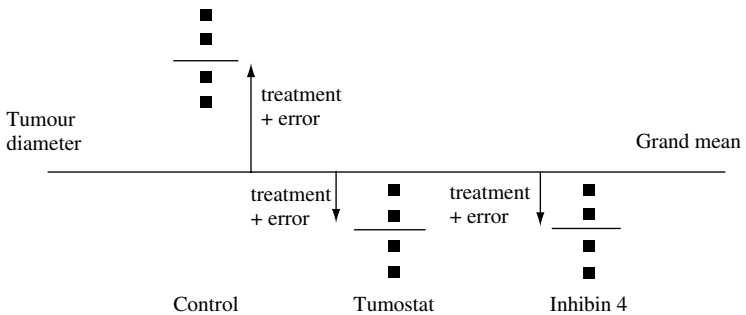 treatment
+ error
Tumour
diameter
Grand mean
treatment
+ error
treatment
+ error
Control
Tumostat
Inhibin 4